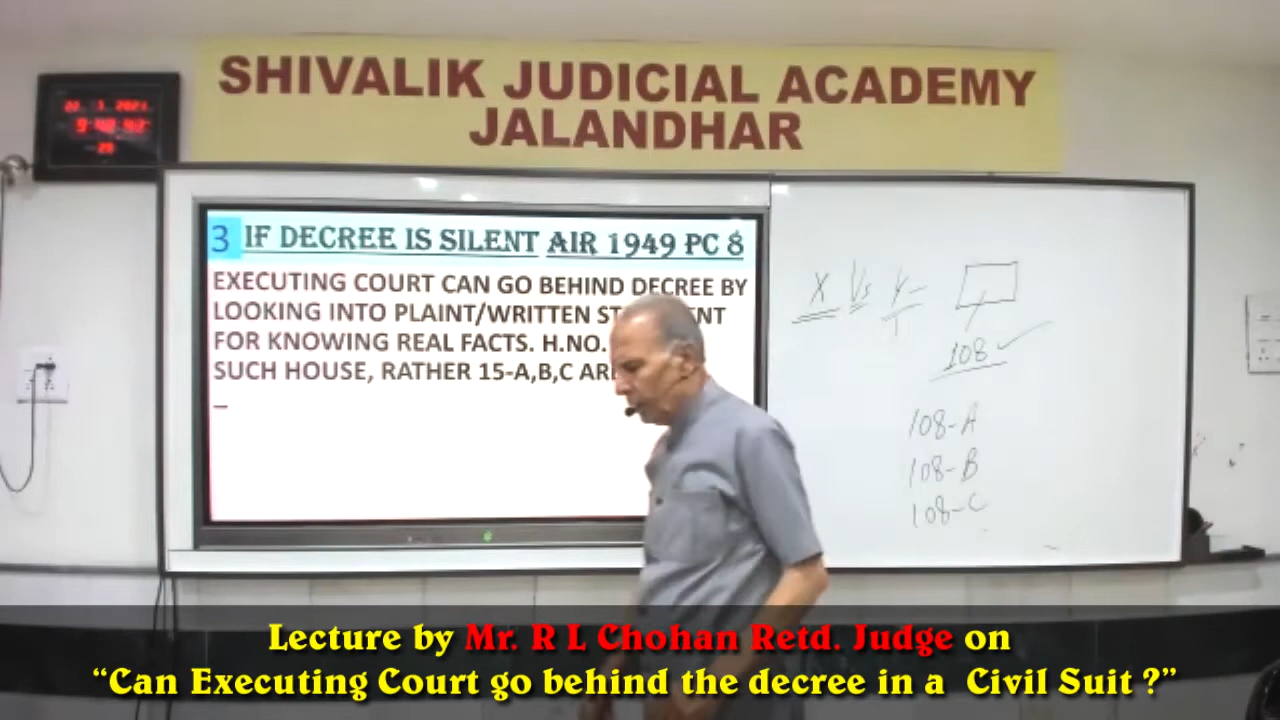 SHIVALIK JUDICIAL ACADEMY
JALANDHAR
3 IF DECREE IS SILENT AIR 1949 PC 8
EXECUTING COURT CAN GO BEHIND DECREE BY
LOOKING INTO PLAINT/WRITTEN
FOR KNOWING REAL FACTS. H.NO.
SUCH HOUSE, RATHER 15-A,B,C
X Vs Y
108 ✓
108-A
108-B
108-C
Lecture by Mr. R L Chohan Retd. Judge on
“Can Executing Court go behind the decree in a Civil Suit ?”